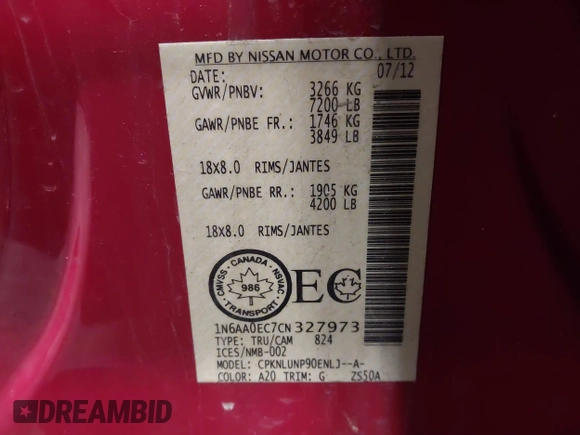 MFD BY NISSAN MOTOR CO., LTD.
DATE: 07/12
GVWR/PNBV: 3266 KG
7200 LB
GAWR/PNBE FR.: 1746 KG
3849 LB
18x8.0 RIMS/JANTES
GAWR/PNBE RR.: 1905 KG
4200 LB
18x8.0 RIMS/JANTES
CANADA
CMVSS NSVAC
986
TRANSPORT
EC
1N6AA0EC7CN327973
TYPE: TRU/CAM 824
ICES/NMB-002
MODEL: CPKNLUNP90ENLJ--A-
COLOR: A20 TRIM: G ZS50A
DREAMBID